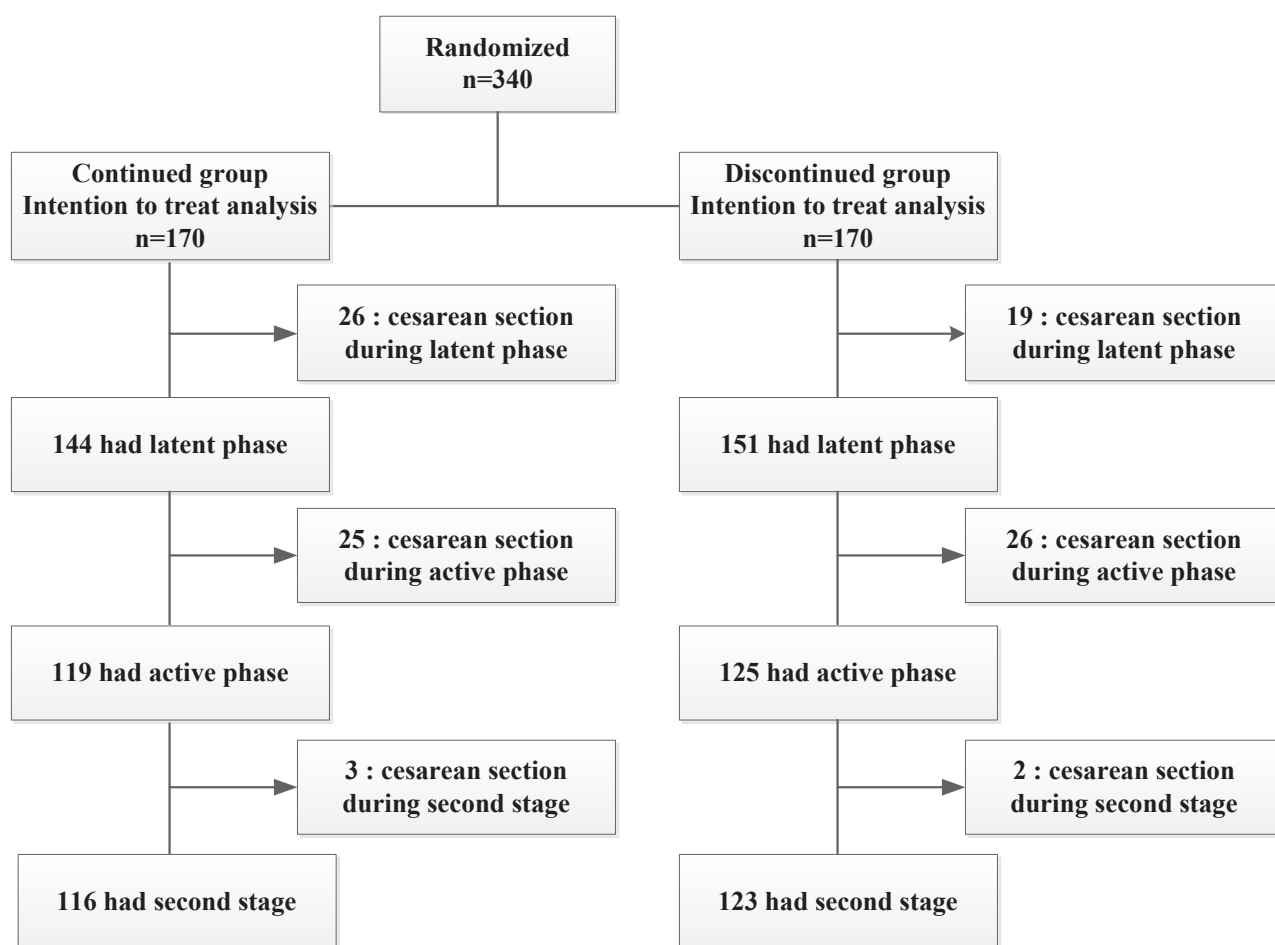 Randomized
n=340
Continued group
Intention to treat analysis
n=170
Discontinued group
Intention to treat analysis
n=170
26 : cesarean section
during latent phase
19 : cesarean section
during latent phase
144 had latent phase
151 had latent phase
25 : cesarean section
during active phase
26 : cesarean section
during active phase
119 had active phase
125 had active phase
3 : cesarean section
during second stage
2 : cesarean section
during second stage
116 had second stage
123 had second stage